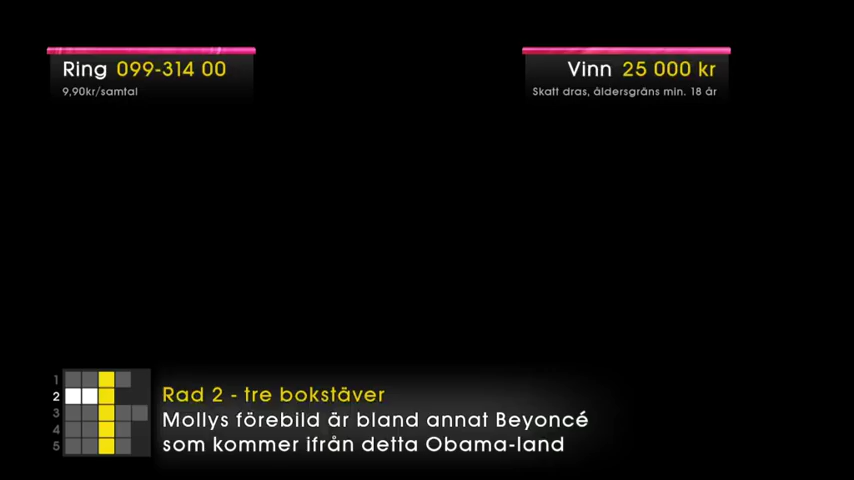 Ring 099-314 00
9,90kr/samtal
Vinn 25 000 kr
Skatt dras, åldersgräns min. 18 år
1
2
3
4
5
Rad 2 - tre bokstäver
Mollys förebild är bland annat Beyoncé
som kommer ifrån detta Obama-land